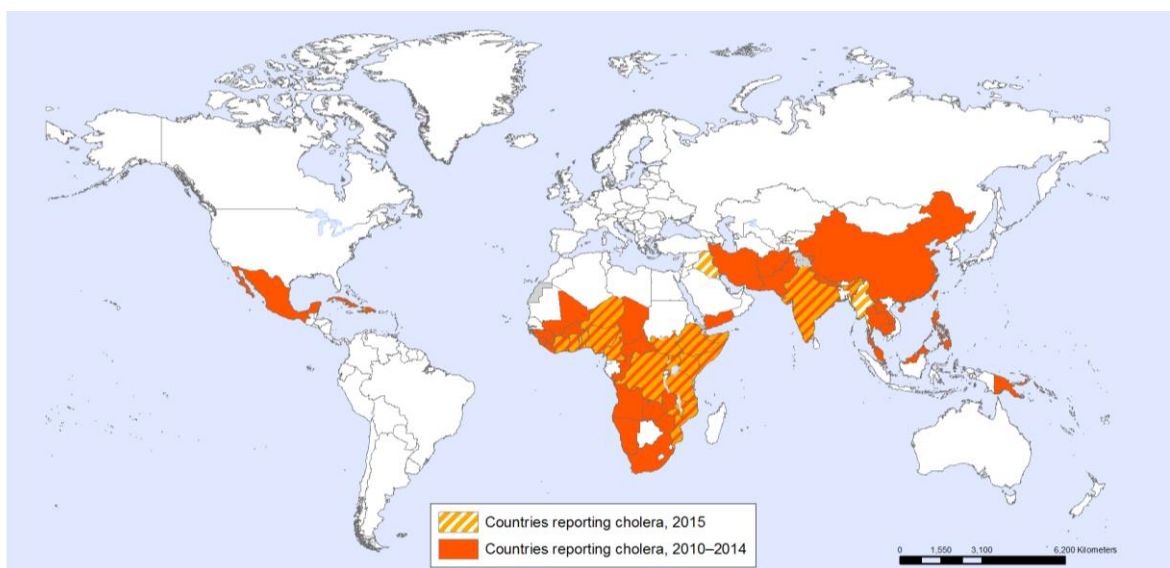 Countries reporting cholera, 2015
Countries reporting cholera, 2010–2014
0 1,550 3,100 6,200 Kilometers